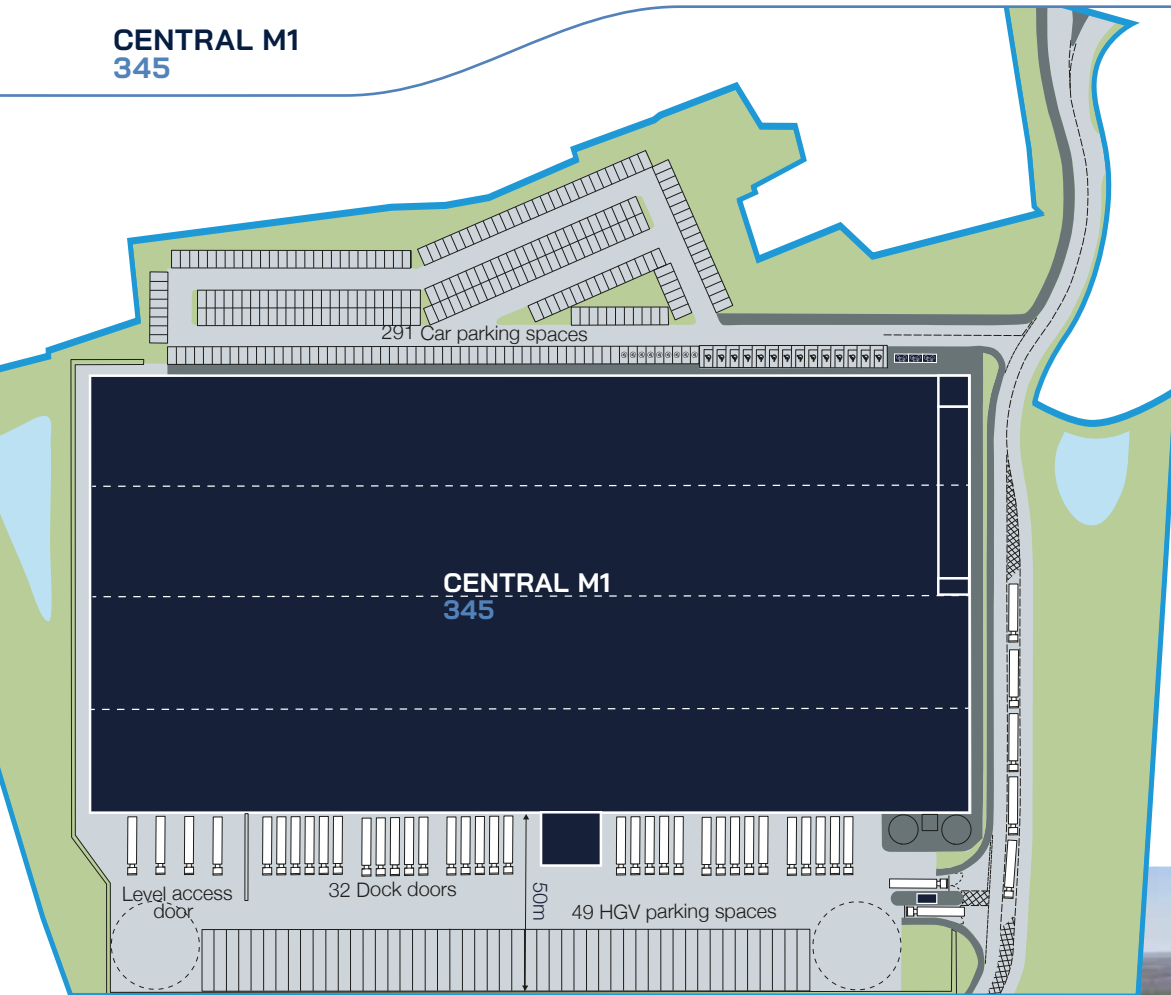 CENTRAL M1
345
291 Car parking spaces
CENTRAL M1
345
Level access
door
32 Dock doors
50m
49 HGV parking spaces